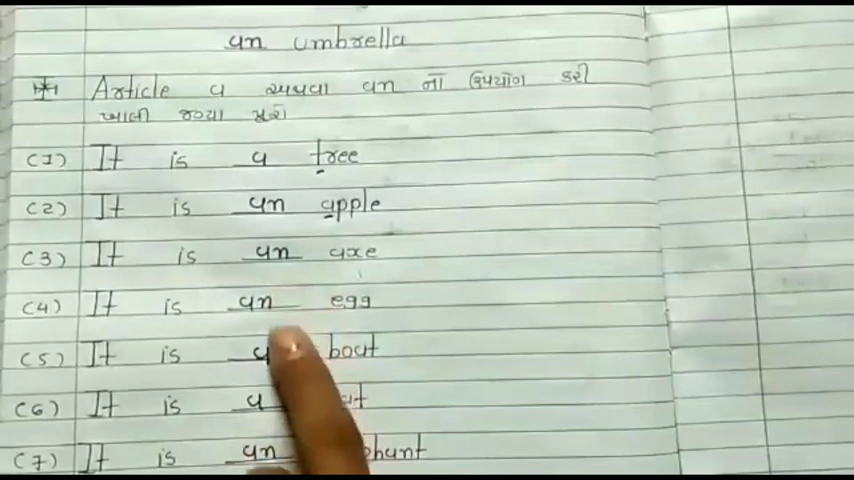 an umbrella
* Article a અથવા an નો ઉપયોગ કરી
ખાલી જગ્યા પૂરો
(1) It is a tree
(2) It is an apple
(3) It is an axe
(4) It is an egg
(5) It is a boat
(6) It is a
(7) It is an